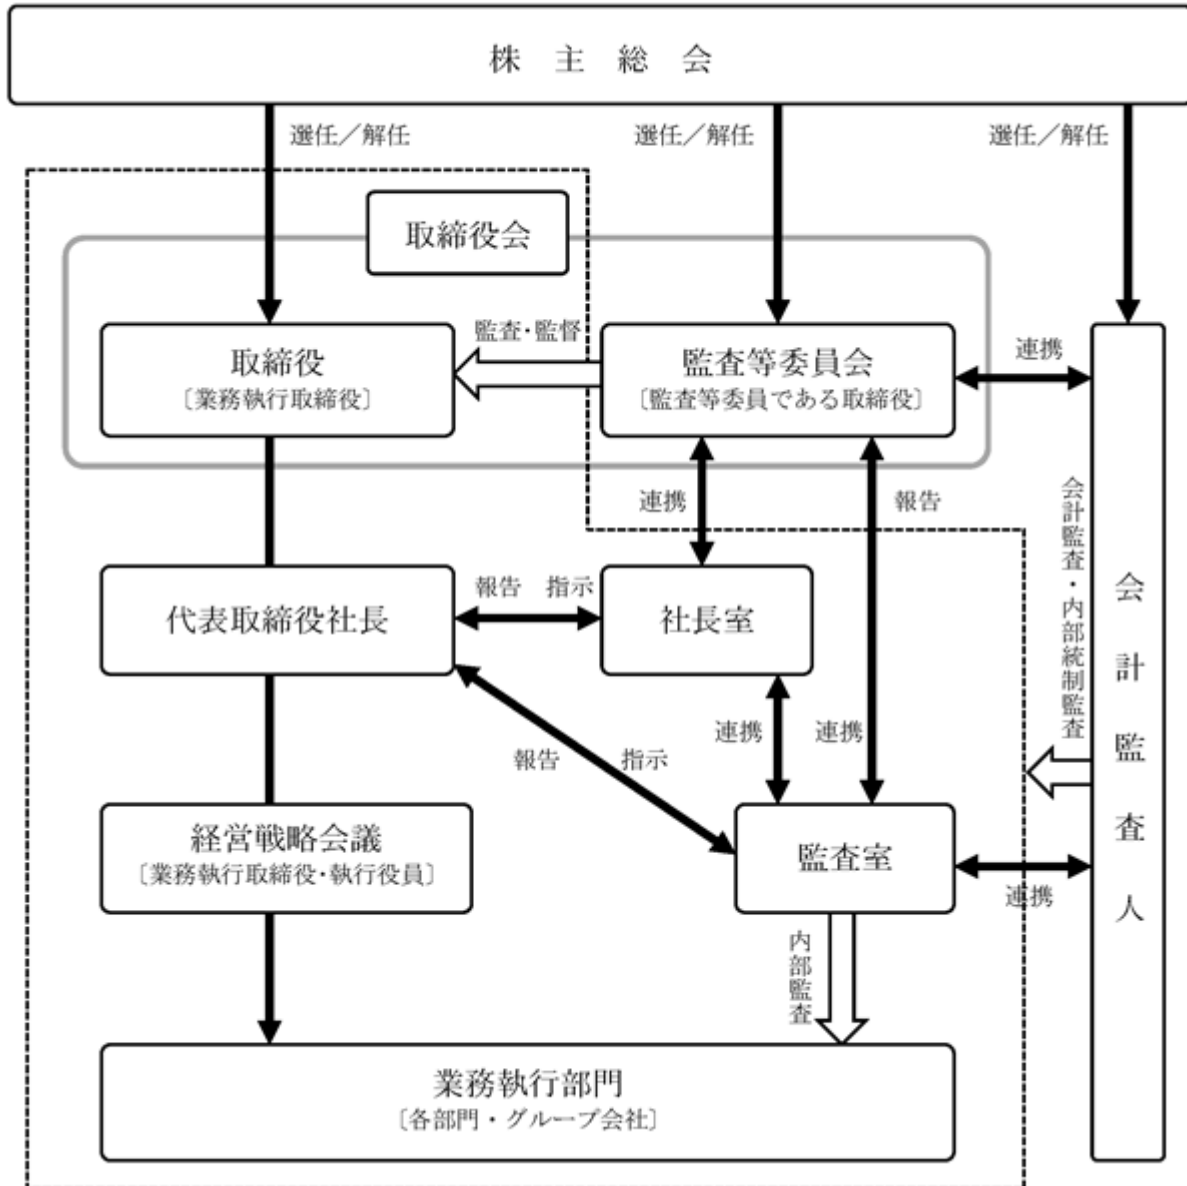 株主総会
選任／解任
選任／解任
選任／解任
取締役会
取締役
〔業務執行取締役〕
監査・監督
監査等委員会
〔監査等委員である取締役〕
連携
連携
報告
会計監査・内部統制監査
会計監査人
代表取締役社長
報告　指示
社長室
報告
指示
連携
連携
経営戦略会議
〔業務執行取締役・執行役員〕
監査室
連携
内部監査
業務執行部門
〔各部門・グループ会社〕